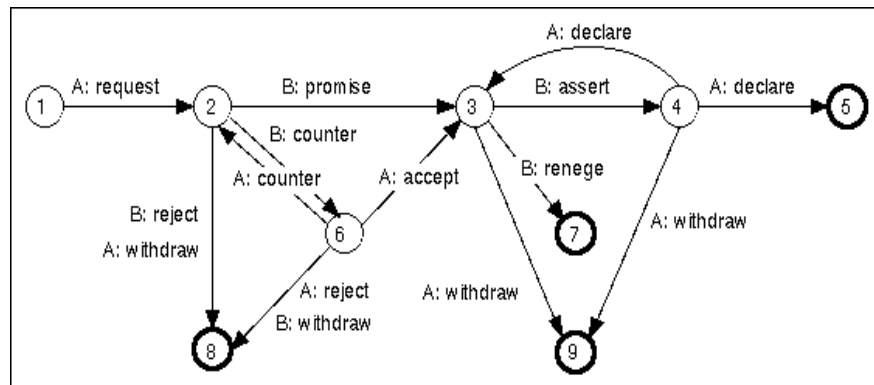 A: declare
A: request
B: promise
B: assert
A: declare
1
2
3
4
5
B: counter
A: counter
A: accept
B: renege
B: reject
A: withdraw
6
7
A: withdraw
A: reject
B: withdraw
A: withdraw
8
9